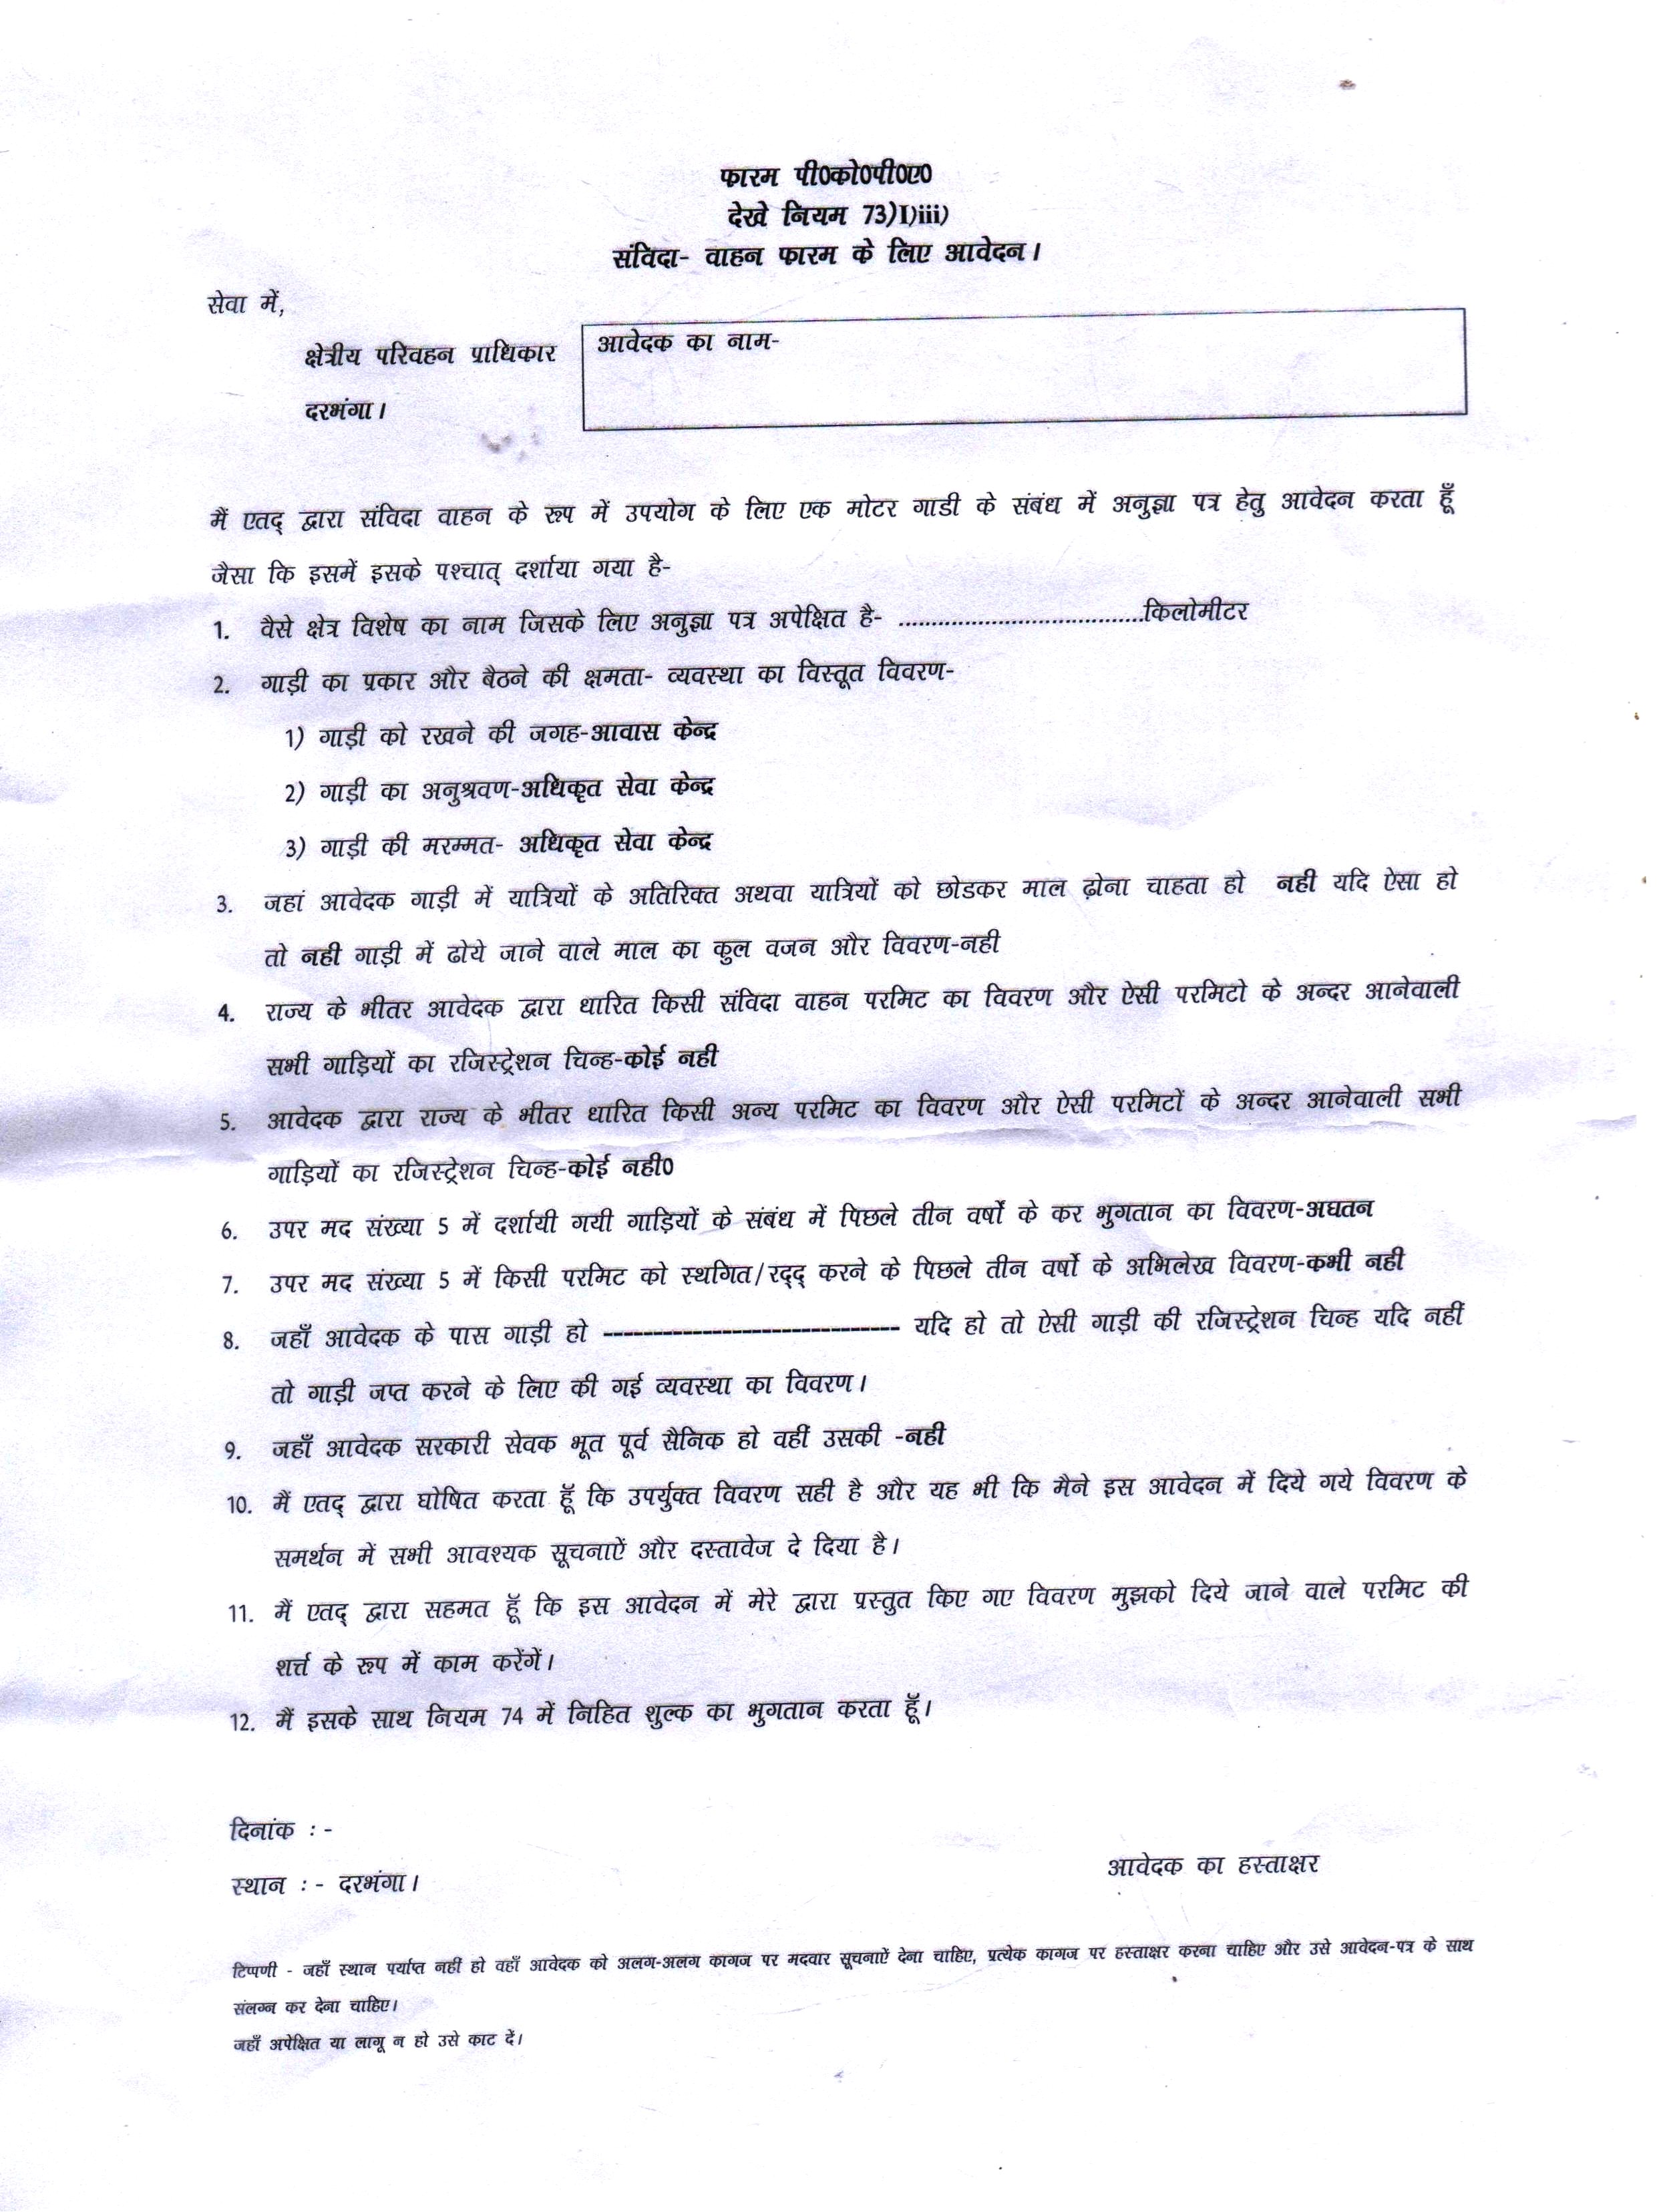 फारम पी0को0पी0ए0
देखे नियम 73)I)iii)
संविदा- वाहन फारम के लिए आवेदन।
सेवा में,
क्षेत्रीय परिवहन प्राधिकार
दरभंगा।
आवेदक का नाम-
मैं एतद् द्वारा संविदा वाहन के रूप में उपयोग के लिए एक मोटर गाडी के संबंध में अनुज्ञा पत्र हेतु आवेदन करता हूँ
जैसा कि इसमें इसके पश्चात् दर्शाया गया है-
1. वैसे क्षेत्र विशेष का नाम जिसके लिए अनुज्ञा पत्र अपेक्षित है- .....................................किलोमीटर
2. गाड़ी का प्रकार और बैठने की क्षमता- व्यवस्था का विस्तूत विवरण-
1) गाड़ी को रखने की जगह-आवास केन्द्र
2) गाड़ी का अनुश्रवण-अधिकृत सेवा केन्द्र
3) गाड़ी की मरम्मत- अधिकृत सेवा केन्द्र
3. जहां आवेदक गाड़ी में यात्रियों के अतिरिक्त अथवा यात्रियों को छोडकर माल ढ़ोना चाहता हो नही यदि ऐसा हो
तो नही गाड़ी में ढोये जाने वाले माल का कुल वजन और विवरण-नही
4. राज्य के भीतर आवेदक द्वारा धारित किसी संविदा वाहन परमिट का विवरण और ऐसी परमिटो के अन्दर आनेवाली
सभी गाड़ियों का रजिस्ट्रेशन चिन्ह-कोई नही
5. आवेदक द्वारा राज्य के भीतर धारित किसी अन्य परमिट का विवरण और ऐसी परमिटों के अन्दर आनेवाली सभी
गाड़ियों का रजिस्ट्रेशन चिन्ह-कोई नही0
6. उपर मद संख्या 5 में दर्शायी गयी गाड़ियों के संबंध में पिछले तीन वर्षों के कर भुगतान का विवरण-अघतन
7. उपर मद संख्या 5 में किसी परमिट को स्थगित/रद्द् करने के पिछले तीन वर्षो के अभिलेख विवरण-कभी नही
8. जहाँ आवेदक के पास गाड़ी हो ------------------------------ यदि हो तो ऐसी गाड़ी की रजिस्ट्रेशन चिन्ह यदि नहीं
तो गाड़ी जप्त करने के लिए की गई व्यवस्था का विवरण।
9. जहाँ आवेदक सरकारी सेवक भूत पूर्व सैनिक हो वहीं उसकी -नही
10. मैं एतद् द्वारा घोषित करता हूॅ कि उपर्युक्त विवरण सही है और यह भी कि मैने इस आवेदन में दिये गये विवरण के
समर्थन में सभी आवश्यक सूचनाऐं और दस्तावेज दे दिया है।
11. मैं एतद् द्वारा सहमत हूॅ कि इस आवेदन में मेरे द्वारा प्रस्तुत किए गए विवरण मुझको दिये जाने वाले परमिट की
शर्त्त के रूप में काम करेंगें।
12. मैं इसके साथ नियम 74 में निहित शुल्क का भुगतान करता हूॅ।
दिनांक : -
स्थान : - दरभंगा।
आवेदक का हस्ताक्षर
टिप्पणी - जहाँ स्थान पर्याप्त नहीं हो वहाँ आवेदक को अलग-अलग कागज पर मदवार सूचनाऐं देना चाहिए, प्रत्येक कागज पर हस्ताक्षर करना चाहिए और उसे आवेदन-पत्र के साथ
संलग्न कर देना चाहिए।
जहाँ अपेक्षित या लागू न हो उसे काट दें।